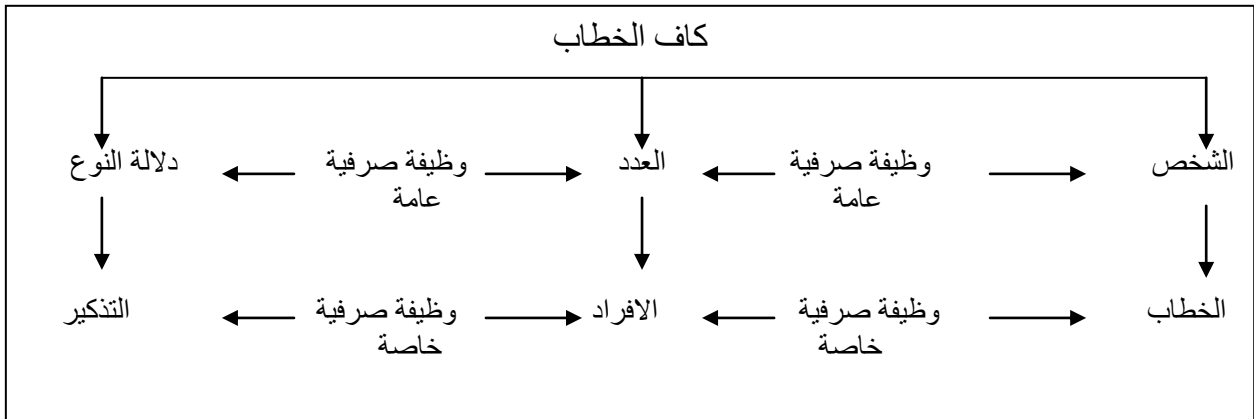 كاف الخطاب
الشخص وظيفة صرفية العدد وظيفة صرفية دلالة النوع
عامة عامة
الخطاب وظيفة صرفية الافراد وظيفة صرفية التذكير
خاصة خاصة